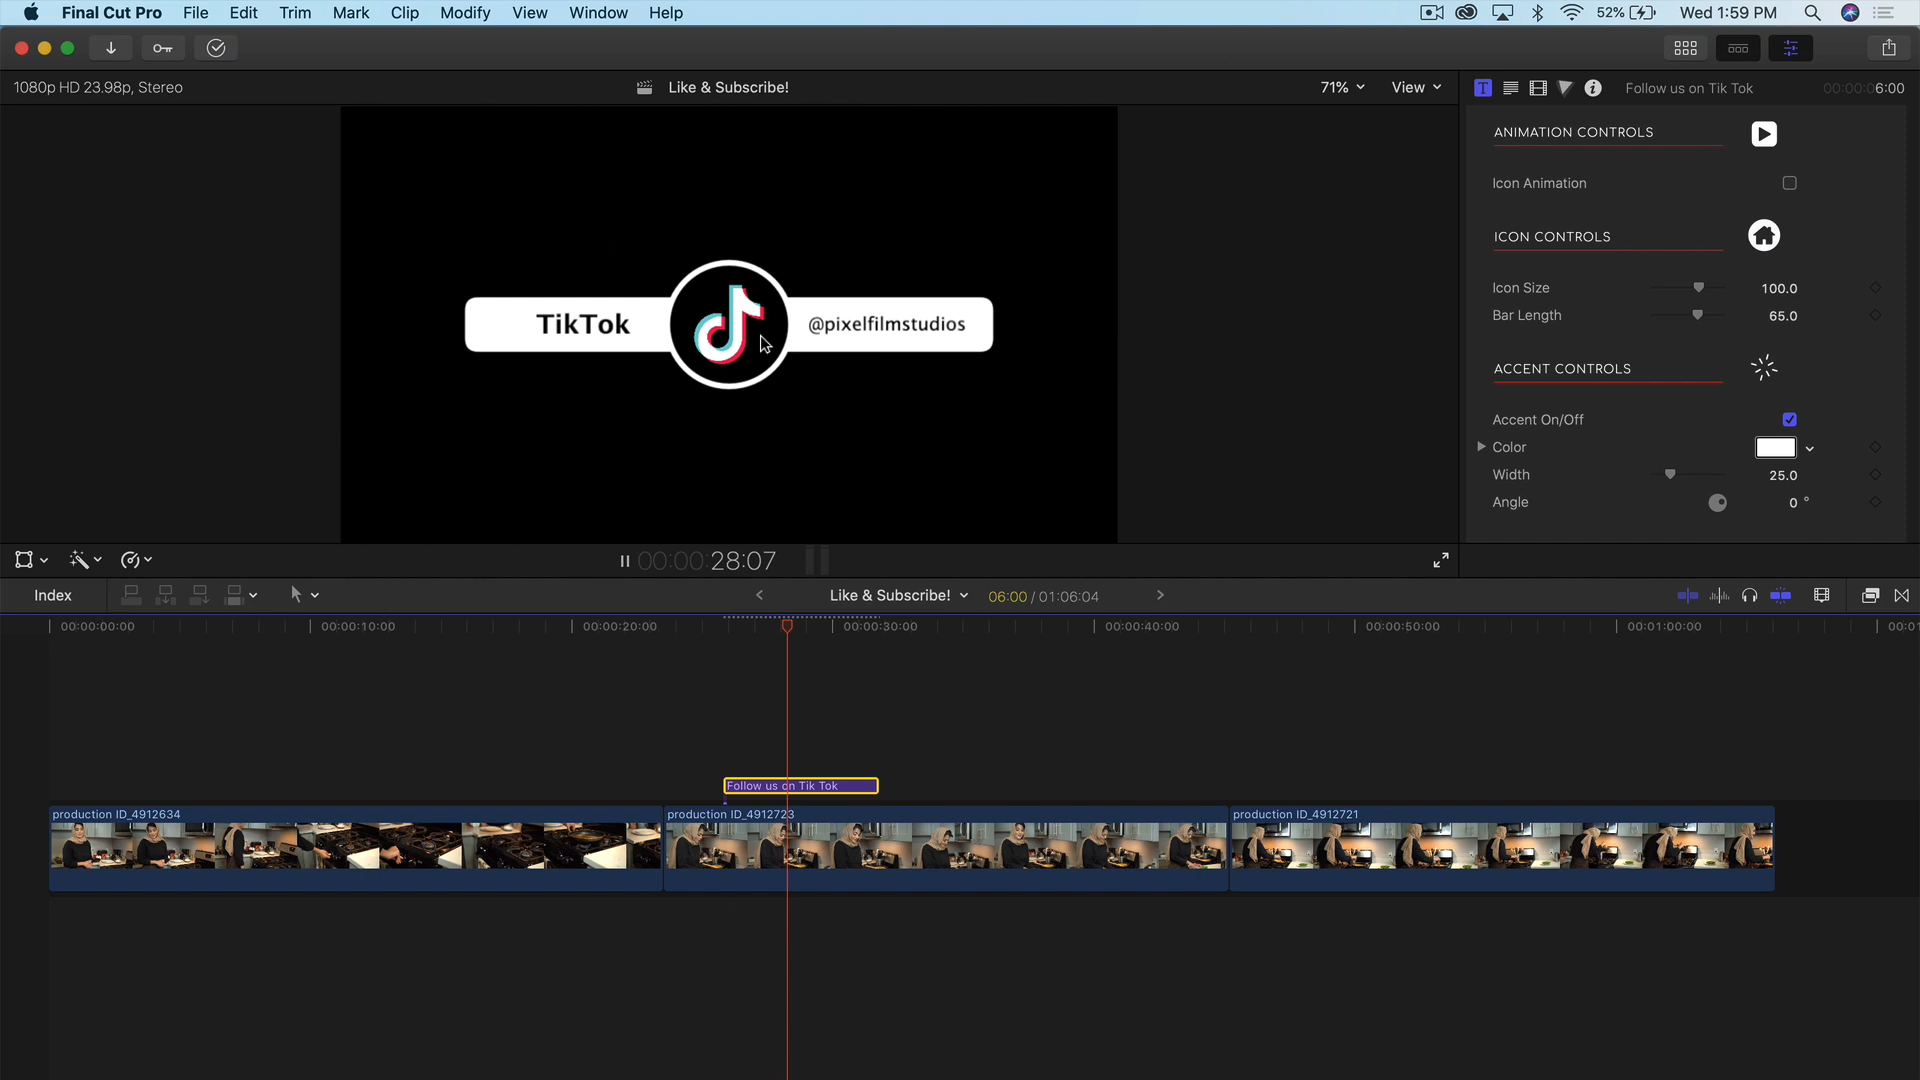 Final Cut Pro File Edit Trim Mark Clip Modify View Window Help 52% Wed 1:59 PM
1080p HD 23.98p, Stereo
Like & Subscribe!
71%
View
Follow us on Tik Tok
00:00:06:00
ANIMATION CONTROLS
Icon Animation
ICON CONTROLS
Icon Size 100.0
Bar Length 65.0
ACCENT CONTROLS
Accent On/Off
Color
Width 25.0
Angle 0 °
TikTok
@pixelfilmstudios
00:00:00:28:07
Index
Like & Subscribe!
06:00 / 01:06:04
00:00:00:00 00:00:10:00 00:00:20:00 00:00:30:00 00:00:40:00 00:00:50:00 00:01:00:00 00:01
Follow us on Tik Tok
production ID_4912634
production ID_4912723
production ID_4912721